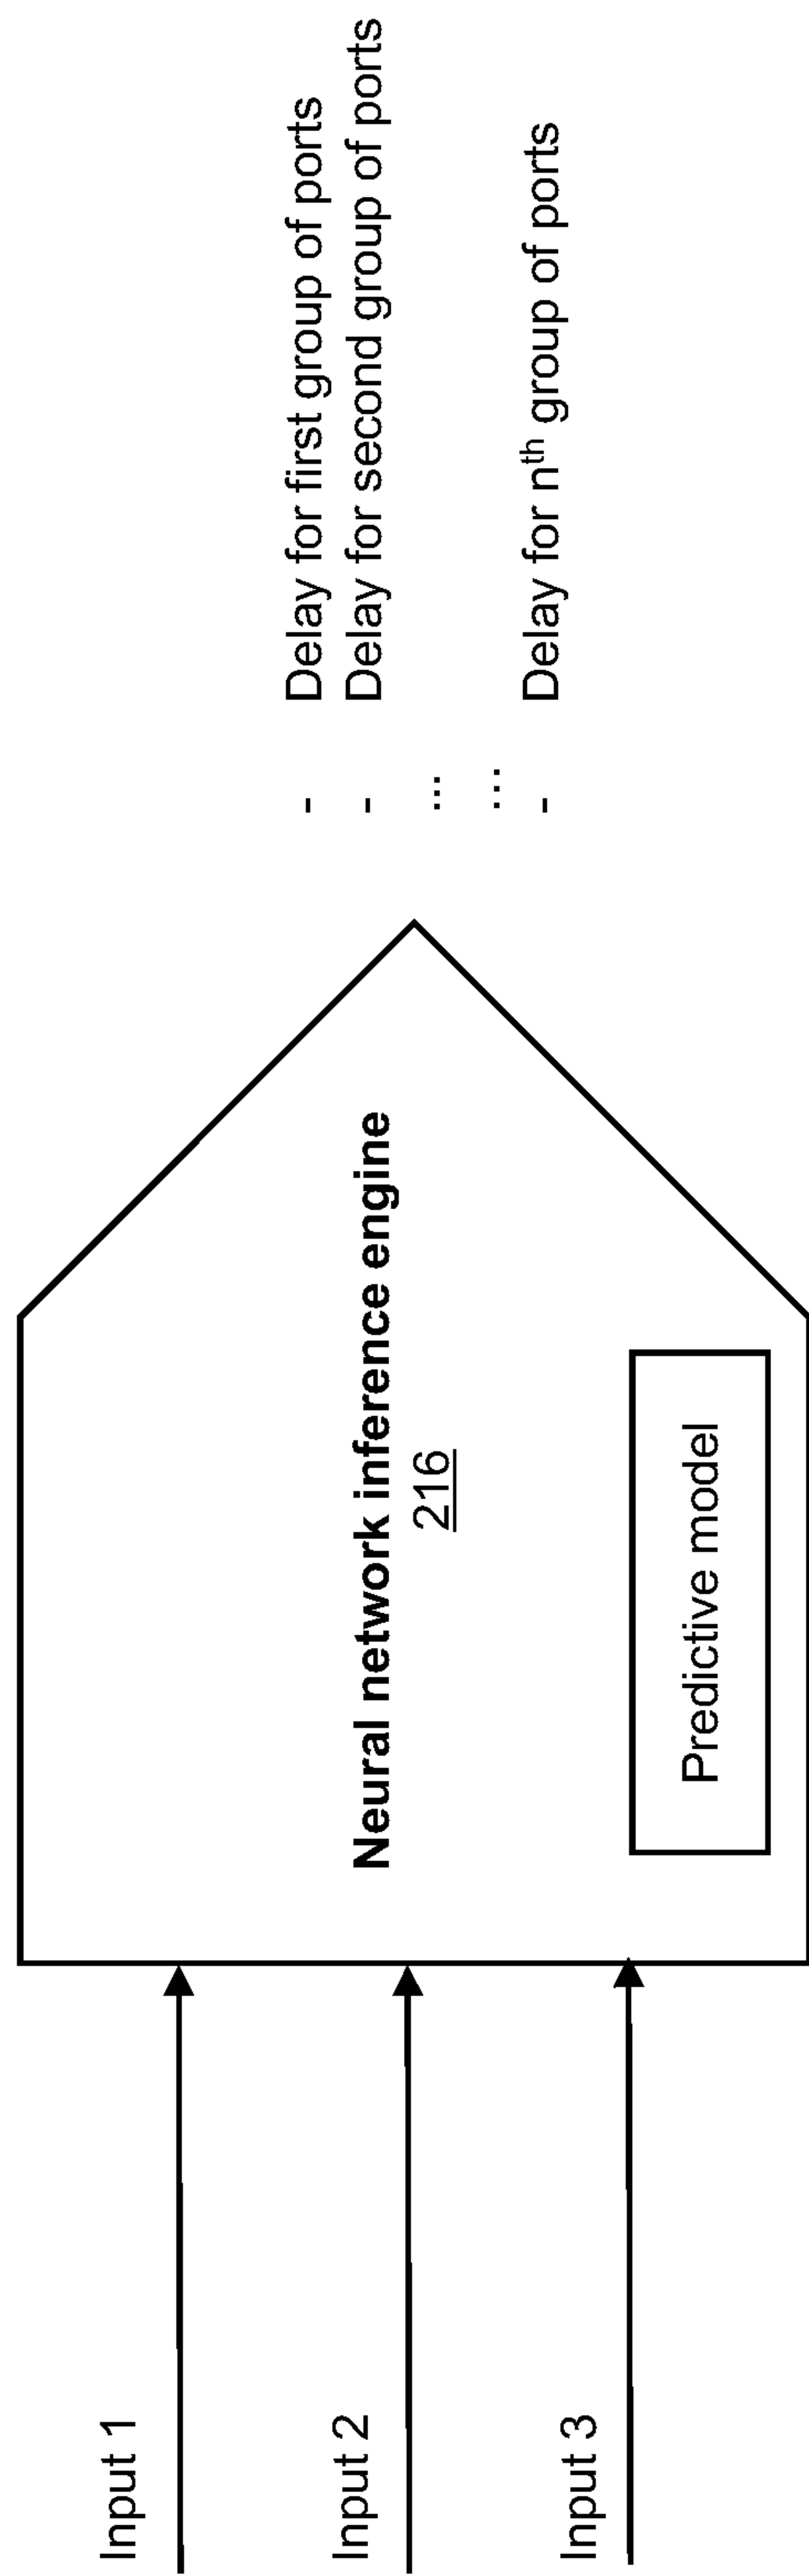 Input 1
Input 2
Input 3
Neural network inference engine
216
Predictive model
- Delay for first group of ports
- Delay for second group of ports
...
...
- Delay for nth group of ports